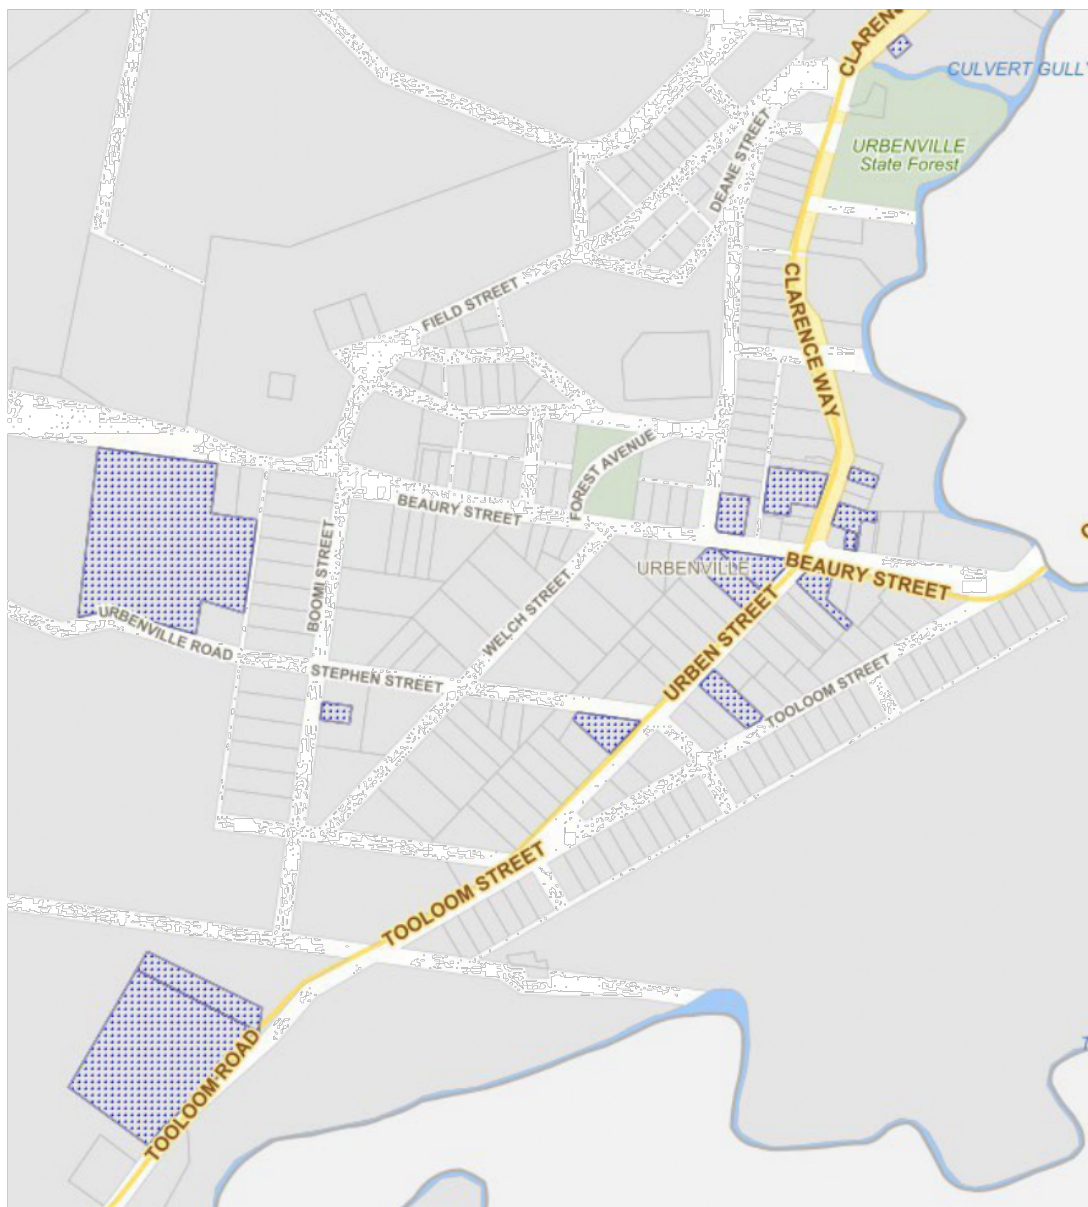 CLARENC
CULVERT GULLY
URBENVILLE
State Forest
DEANE STREET
FIELD STREET
CLARENCE WAY
FOREST AVENUE
BEAURY STREET
BOOMI STREET
URBENVILLE
BEAURY STREET
WELCH STREET
URBEN STREET
URBENVILLE ROAD
STEPHEN STREET
TOOLOOM STREET
TOOLOOM STREET
TOOLOOM ROAD